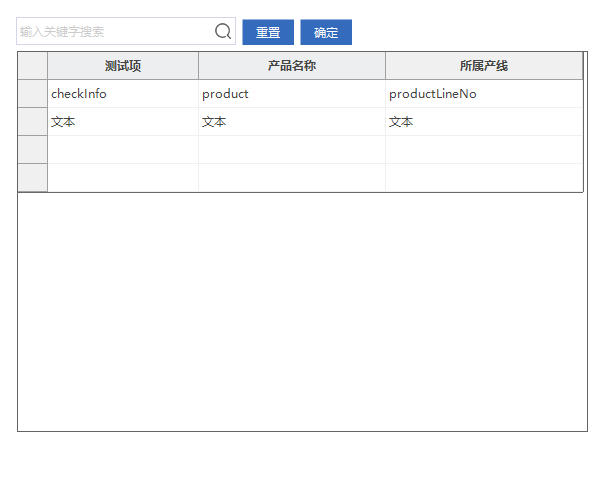 输入关键字搜索 重置 确定
测试项 产品名称 所属产线
checkInfo product productLineNo
文本 文本 文本